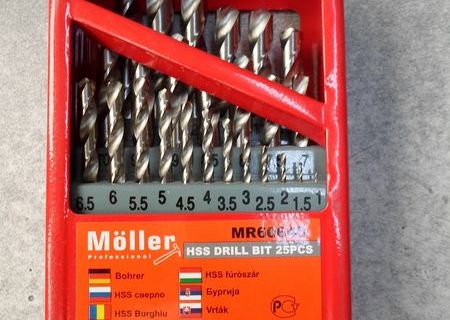 6.5 6 5.5 5 4.5 4 3.5 3 2.5 2 1.5 1
Möller
Professional
HSS DRILL BIT 25PCS
Bohrer
HSS сверло
HSS Burghiu
HSS fúrószár
Бургија
Vrták